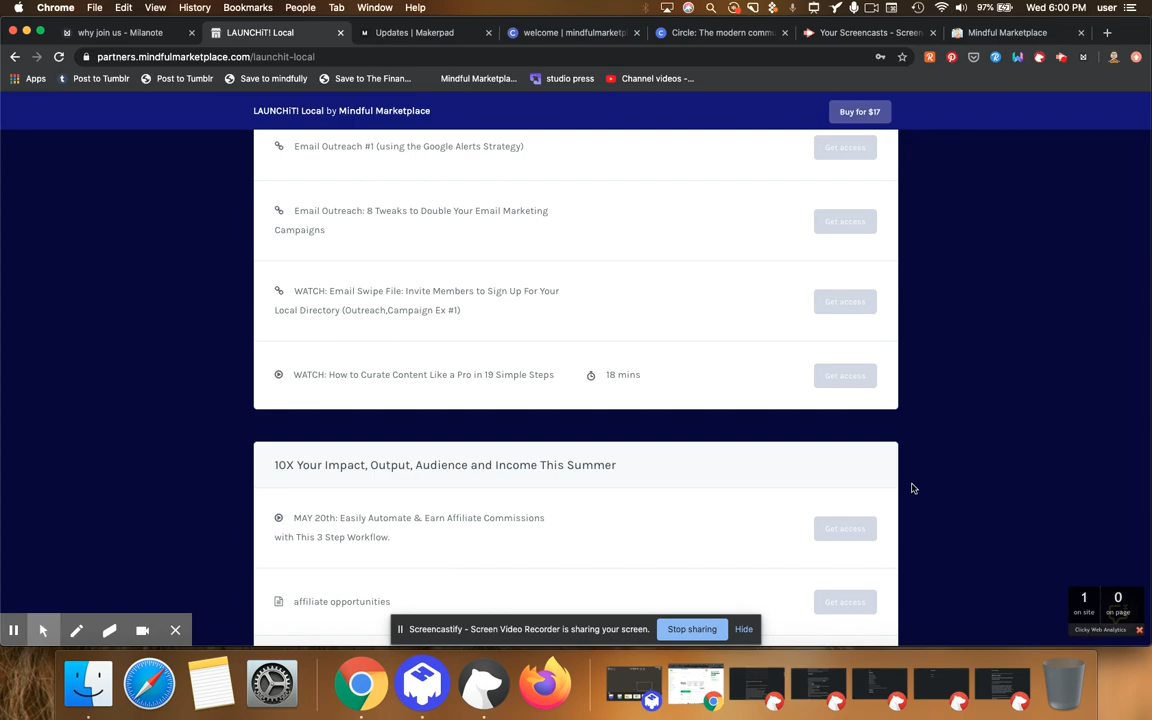 Chrome File Edit View History Bookmarks People Tab Window Help 97% Wed 6:00 PM user
why join us - Milanote LAUNCHiT! Local Updates | Makerpad welcome | mindfulmarketpl Circle: The modern commu Your Screencasts - Screen Mindful Marketplace
partners.mindfulmarketplace.com/launchit-local
Apps Post to Tumblr Post to Tumblr Save to mindfully Save to The Finan... Mindful Marketpla... studio press Channel videos -...
LAUNCHiT! Local by Mindful Marketplace Buy for $17
Email Outreach #1 (using the Google Alerts Strategy) Get access
Email Outreach: 8 Tweaks to Double Your Email Marketing
Campaigns Get access
WATCH: Email Swipe File: Invite Members to Sign Up For Your
Local Directory (Outreach,Campaign Ex #1) Get access
WATCH: How to Curate Content Like a Pro in 19 Simple Steps 18 mins Get access
10X Your Impact, Output, Audience and Income This Summer
MAY 20th: Easily Automate & Earn Affiliate Commissions
with This 3 Step Workflow. Get access
affiliate opportunities Get access
1 0
on site on page
Clicky Web Analytics
Screencastify - Screen Video Recorder is sharing your screen. Stop sharing Hide